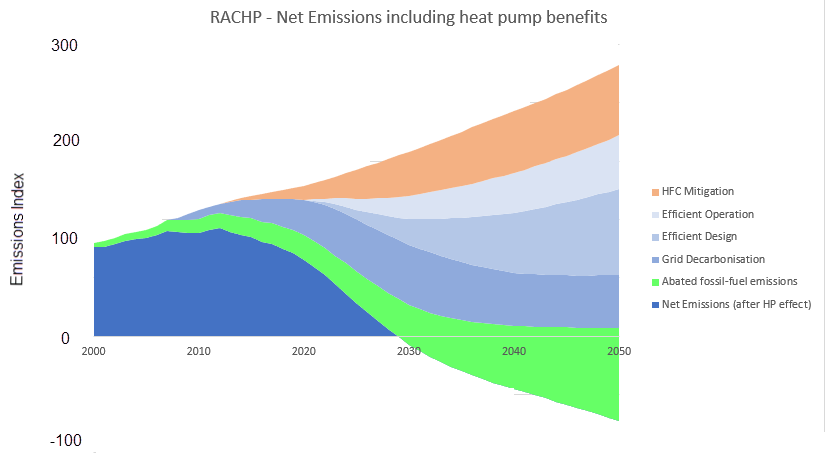 RACHP - Net Emissions including heat pump benefits
300
200
100
0
-100
Emissions Index
2000
2010
2020
2030
2040
2050
HFC Mitigation
Efficient Operation
Efficient Design
Grid Decarbonisation
Abated fossil-fuel emissions
Net Emissions (after HP effect)